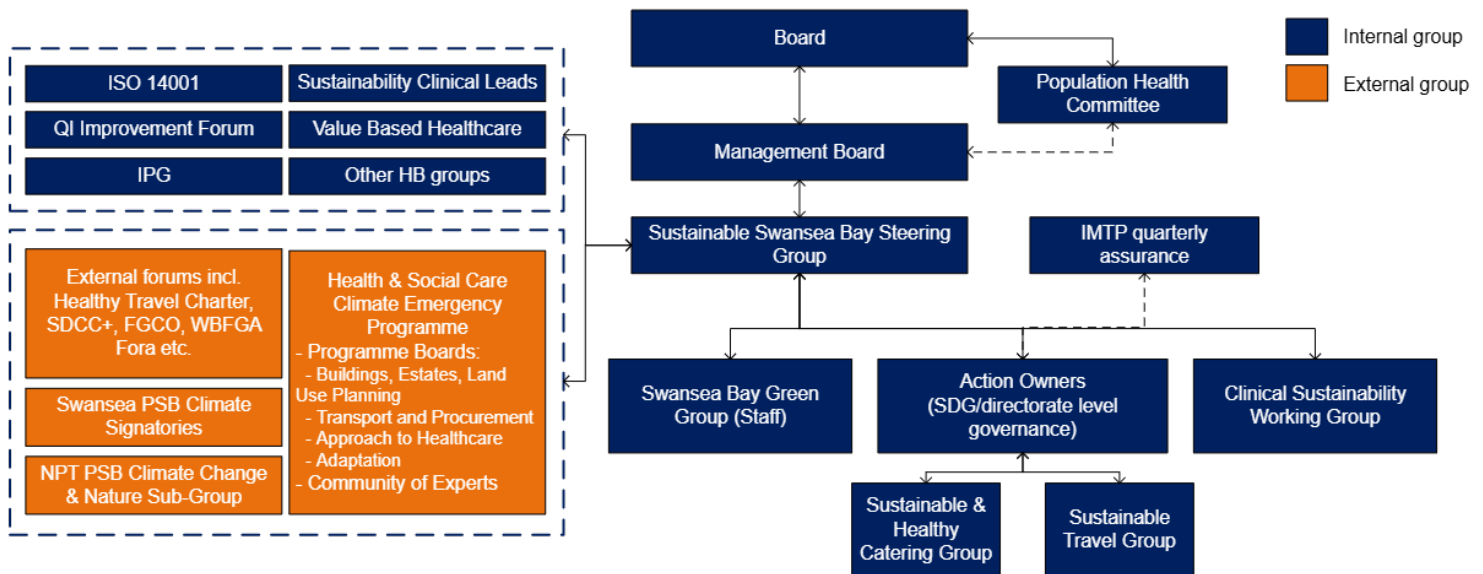 ISO 14001
Sustainability Clinical Leads
QI Improvement Forum
Value Based Healthcare
IPG
Other HB groups
External forums incl.
Healthy Travel Charter,
SDCC+, FGCO, WBFGA
Fora etc.
Swansea PSB Climate
Signatories
NPT PSB Climate Change
& Nature Sub-Group
Health & Social Care
Climate Emergency
Programme
- Programme Boards:
- Buildings, Estates, Land
Use Planning
- Transport and Procurement
- Approach to Healthcare
- Adaptation
- Community of Experts
Board
Population Health
Committee
Management Board
Sustainable Swansea Bay Steering
Group
IMTP quarterly
assurance
Swansea Bay Green
Group (Staff)
Action Owners
(SDG/directorate level
governance)
Clinical Sustainability
Working Group
Sustainable &
Healthy
Catering Group
Sustainable
Travel Group
Internal group
External group